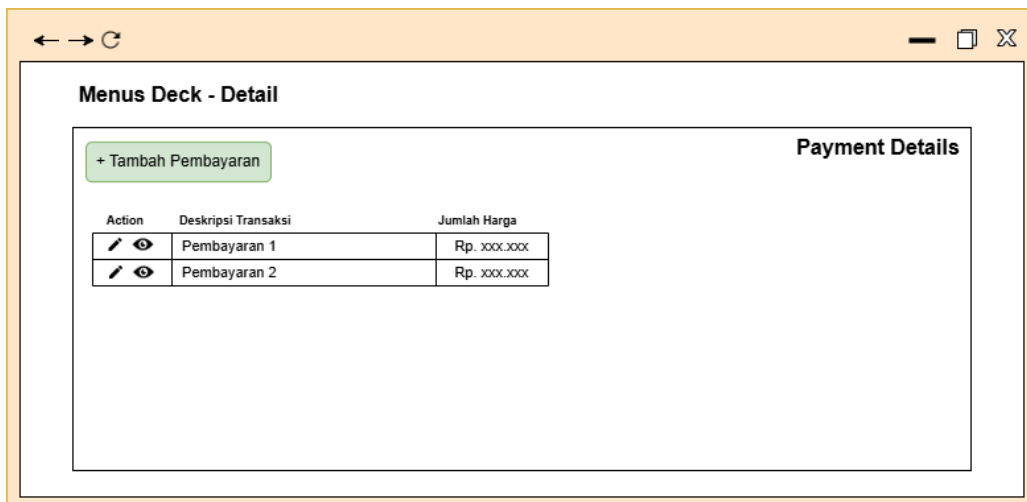 Menus Deck - Detail
+ Tambah Pembayaran
Payment Details
Action Deskripsi Transaksi Jumlah Harga
Pembayaran 1 Rp. xxx.xxx
Pembayaran 2 Rp. xxx.xxx